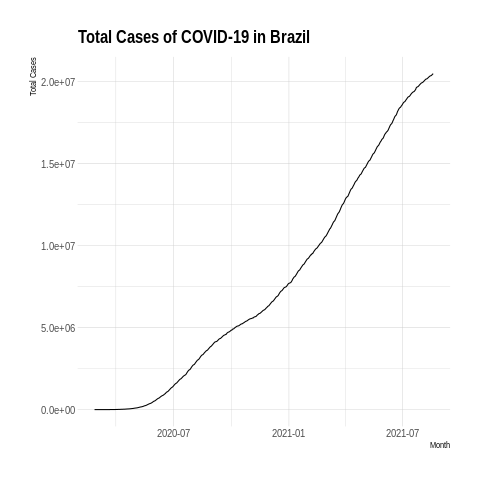 Total Cases of COVID-19 in Brazil
Total Cases
2.0e+07
1.5e+07
1.0e+07
5.0e+06
0.0e+00
2020-07
2021-01
2021-07
Month